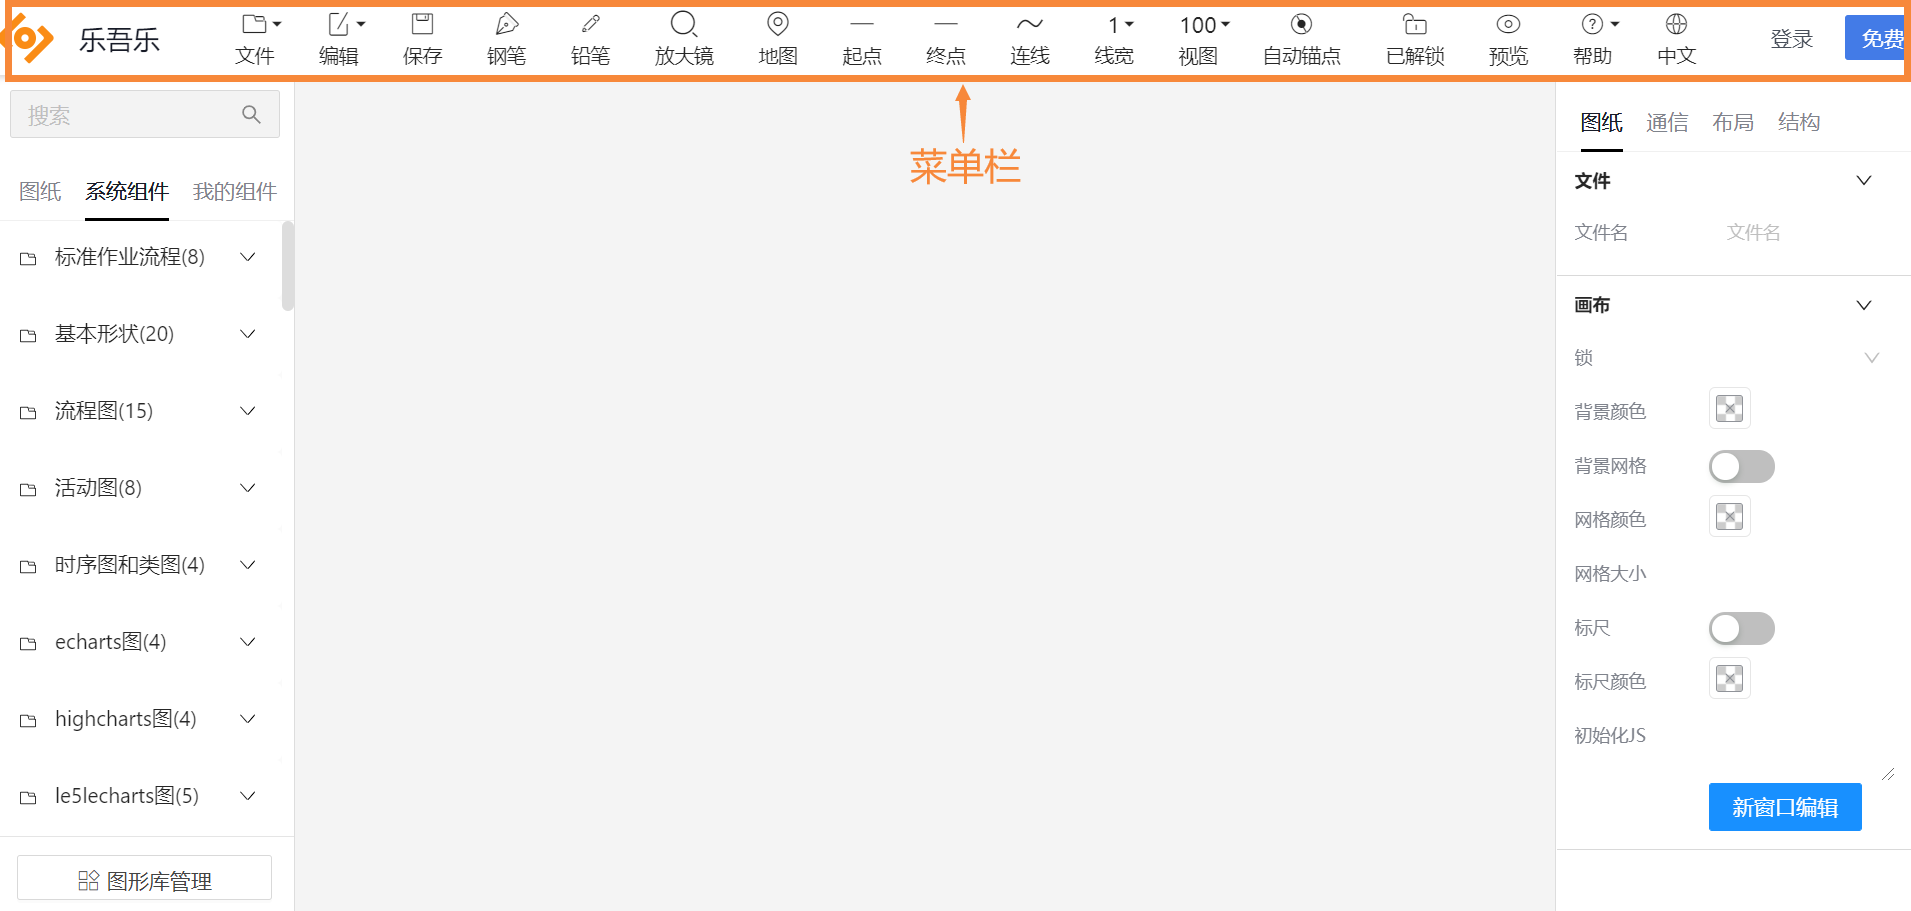 乐吾乐
文件
编辑
保存
钢笔
铅笔
放大镜
地图
起点
终点
连线
1
线宽
100
视图
自动锚点
已解锁
预览
帮助
中文
登录
免费
菜单栏
搜索
图纸 系统组件 我的组件
标准作业流程(8)
基本形状(20)
流程图(15)
活动图(8)
时序图和类图(4)
echarts图(4)
highcharts图(4)
le5lecharts图(5)
图形库管理
图纸 通信 布局 结构
文件
文件名 文件名
画布
锁
背景颜色
背景网格
网格颜色
网格大小
标尺
标尺颜色
初始化JS
新窗口编辑